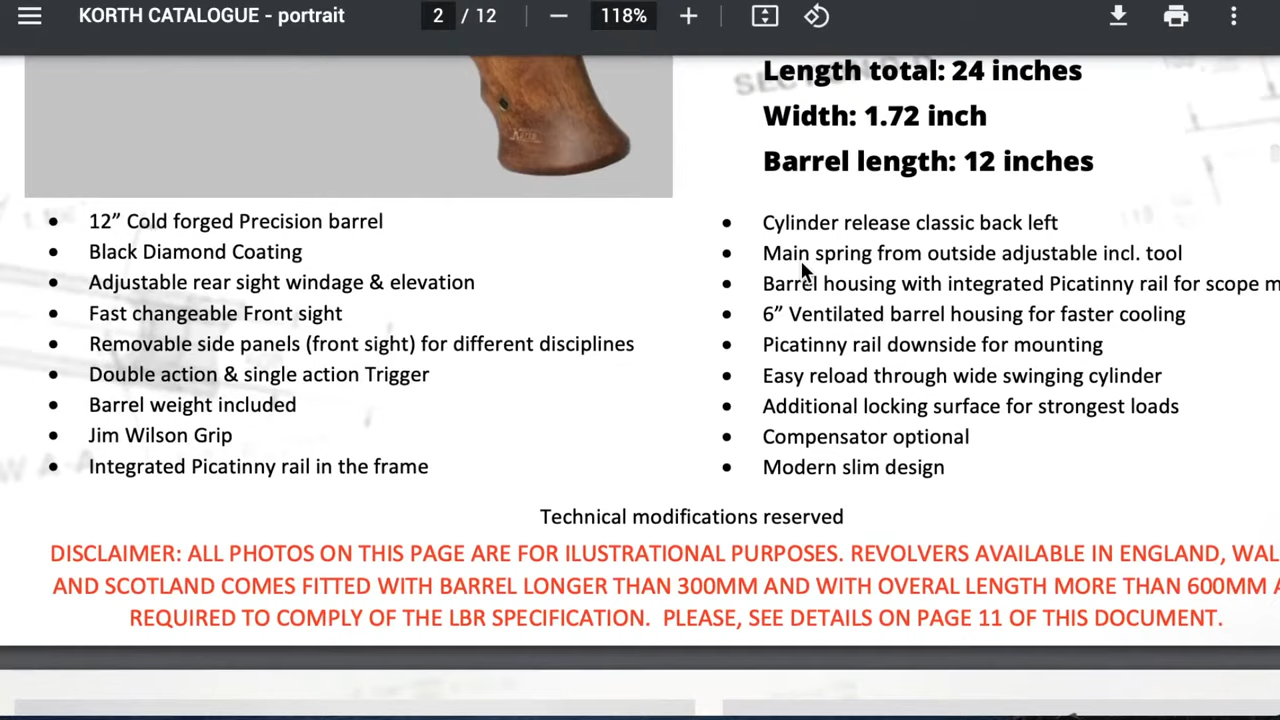 KORTH CATALOGUE - portrait
2 / 12
118%
Length total: 24 inches
Width: 1.72 inch
Barrel length: 12 inches
12” Cold forged Precision barrel
Black Diamond Coating
Adjustable rear sight windage & elevation
Fast changeable Front sight
Removable side panels (front sight) for different disciplines
Double action & single action Trigger
Barrel weight included
Jim Wilson Grip
Integrated Picatinny rail in the frame
Cylinder release classic back left
Main spring from outside adjustable incl. tool
Barrel housing with integrated Picatinny rail for scope m
6” Ventilated barrel housing for faster cooling
Picatinny rail downside for mounting
Easy reload through wide swinging cylinder
Additional locking surface for strongest loads
Compensator optional
Modern slim design
Technical modifications reserved
DISCLAIMER: ALL PHOTOS ON THIS PAGE ARE FOR ILUSTRATIONAL PURPOSES. REVOLVERS AVAILABLE IN ENGLAND, WAL
AND SCOTLAND COMES FITTED WITH BARREL LONGER THAN 300MM AND WITH OVERAL LENGTH MORE THAN 600MM A
REQUIRED TO COMPLY OF THE LBR SPECIFICATION. PLEASE, SEE DETAILS ON PAGE 11 OF THIS DOCUMENT.